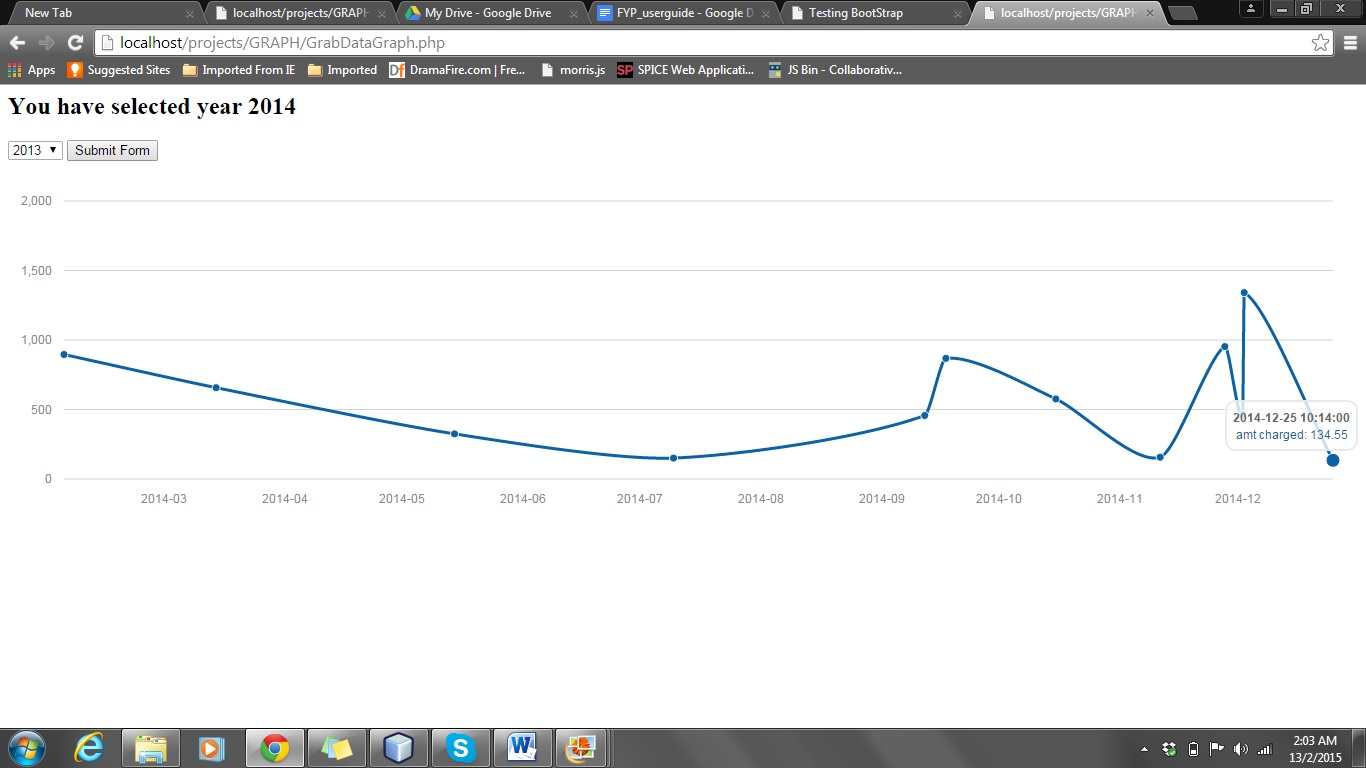 New Tab
localhost/projects/GRAPH
My Drive - Google Drive
FYP_userguide - Google D
Testing BootStrap
localhost/projects/GRAPH
localhost/projects/GRAPH/GrabDataGraph.php
Apps
Suggested Sites
Imported From IE
Imported
Df
DramaFire.com | Fre...
morris.js
SP
SPICE Web Applicati...
JS Bin - Collaborativ...
You have selected year 2014
2013
Submit Form
2,000
1,500
1,000
500
0
2014-12-25 10:14:00
amt charged: 134.55
2014-03
2014-04
2014-05
2014-06
2014-07
2014-08
2014-09
2014-10
2014-11
2014-12
2:03 AM
13/2/2015